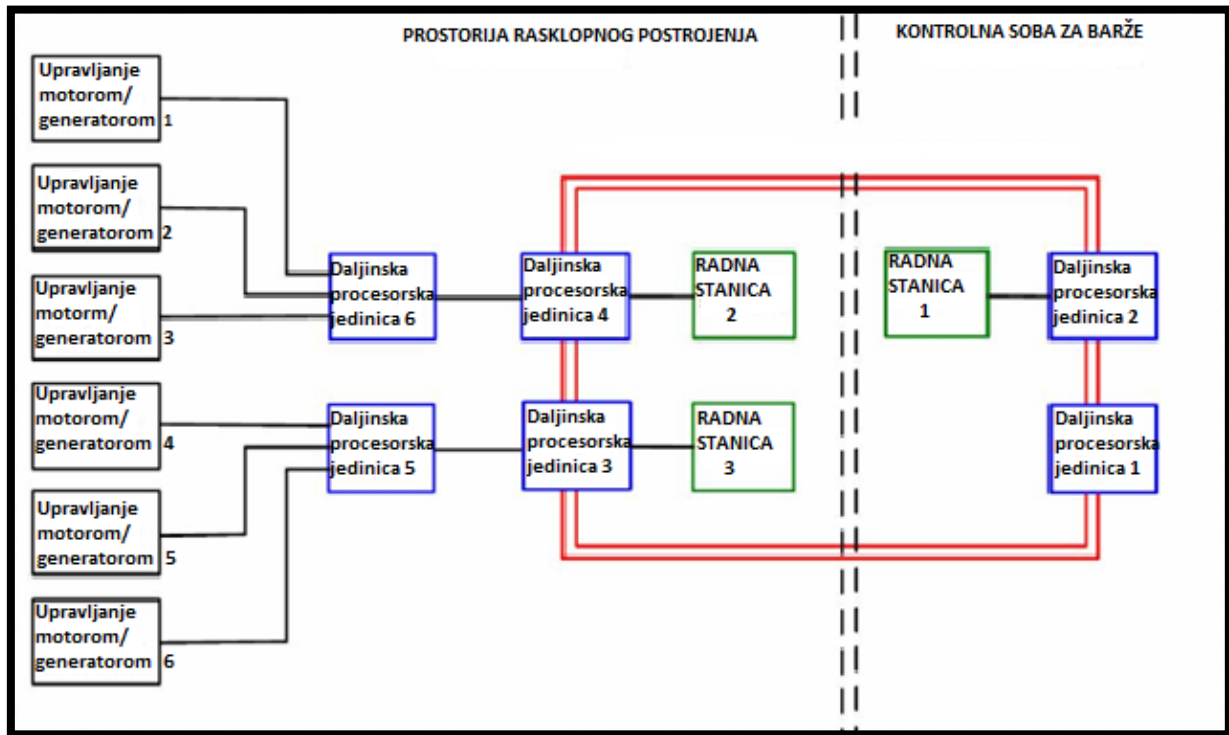 PROSTORIJA RASKLOPNOG POSTROJENJA
KONTROLNA SOBA ZA BARŽE
Upravljanje
motorom/
generatorom 1
Upravljanje
motorom/
generatorom 2
Upravljanje
motorm/
generatorom 3
Upravljanje
motorom/
generatorom 4
Upravljanje
motorom/
generatorom 5
Upravljanje
motorom/
generatorom 6
Daljinska
procesorska
jedinica 6
Daljinska
procesorska
jedinica 4
RADNA
STANICA
2
RADNA
STANICA
1
Daljinska
procesorska
jedinica 2
Daljinska
procesorska
jedinica 5
Daljinska
procesorska
jedinica 3
RADNA
STANICA
3
Daljinska
procesorska
jedinica 1